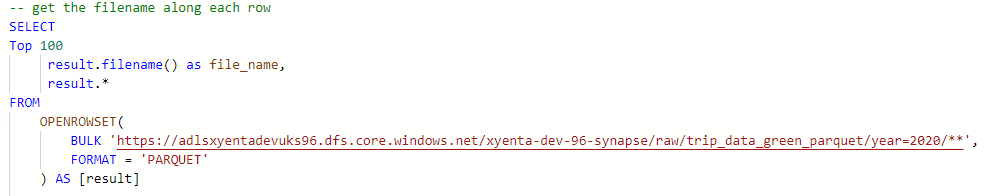 -- get the filename along each row
SELECT
Top 100
result.filename() as file_name,
result.*
FROM
OPENROWSET(
BULK 'https://adlsxyentadevuks96.dfs.core.windows.net/xyenta-dev-96-synapse/raw/trip_data_green_parquet/year=2020/**',
FORMAT = 'PARQUET'
) AS [result]